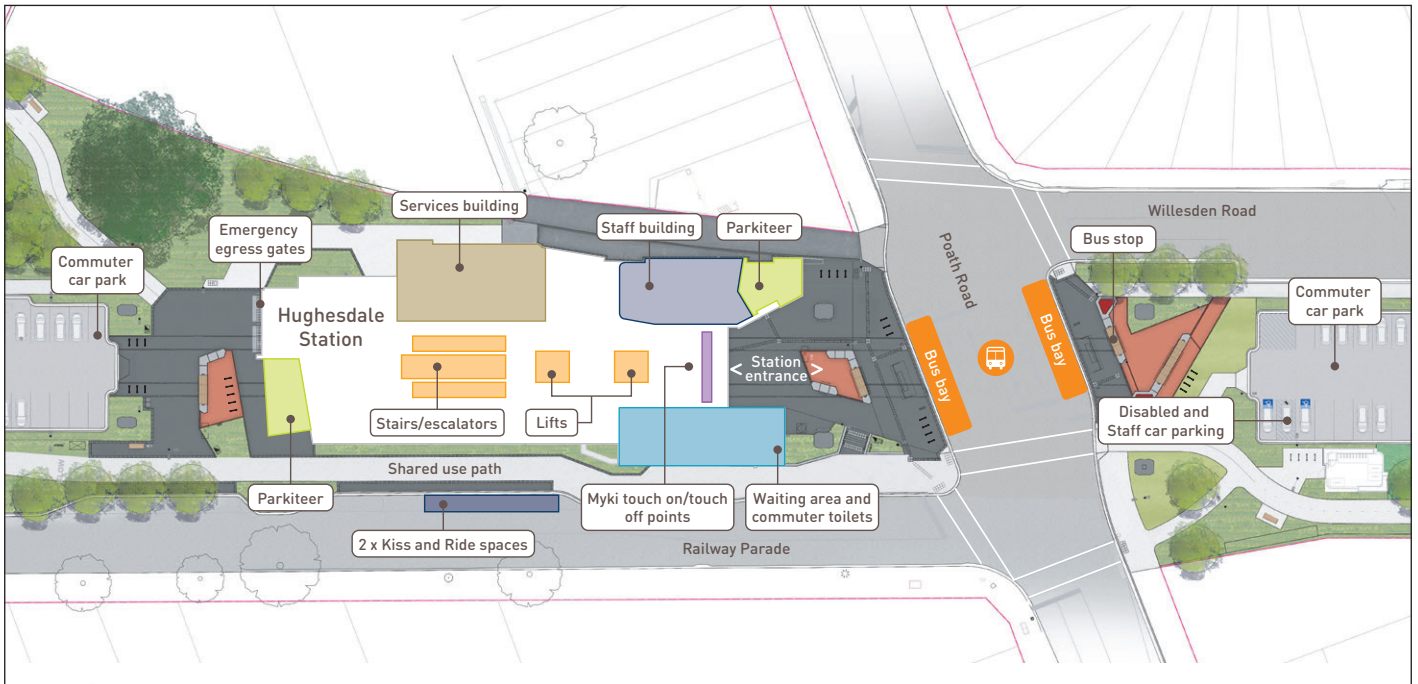 Services building
Willesden Road
Emergency
egress gates
Staff building
Parkiteer
Bus stop
Poath Road
Commuter
car park
Commuter
car park
Hughesdale
Station
Bus bay
Bus bay
< Station >
entrance
Stairs/escalators
Lifts
Disabled and
Staff car parking
Shared use path
Parkiteer
Myki touch on/touch
off points
Waiting area and
commuter toilets
2 x Kiss and Ride spaces
Railway Parade